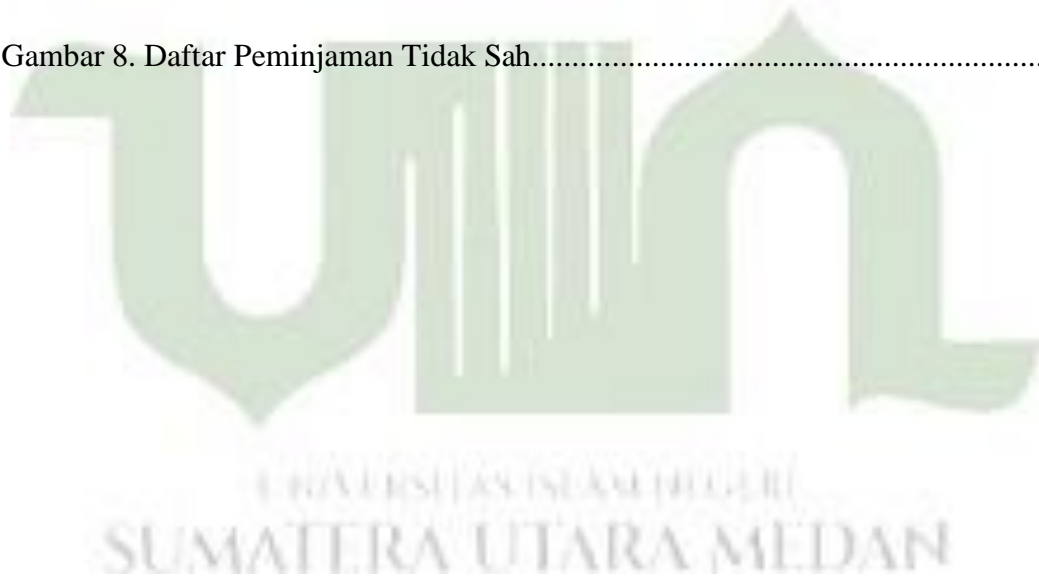 Gambar 8. Daftar Peminjaman Tidak Sah..............................................................................
UNIVERSITAS ISLAM NEGERI
SUMATERA UTARA MEDAN